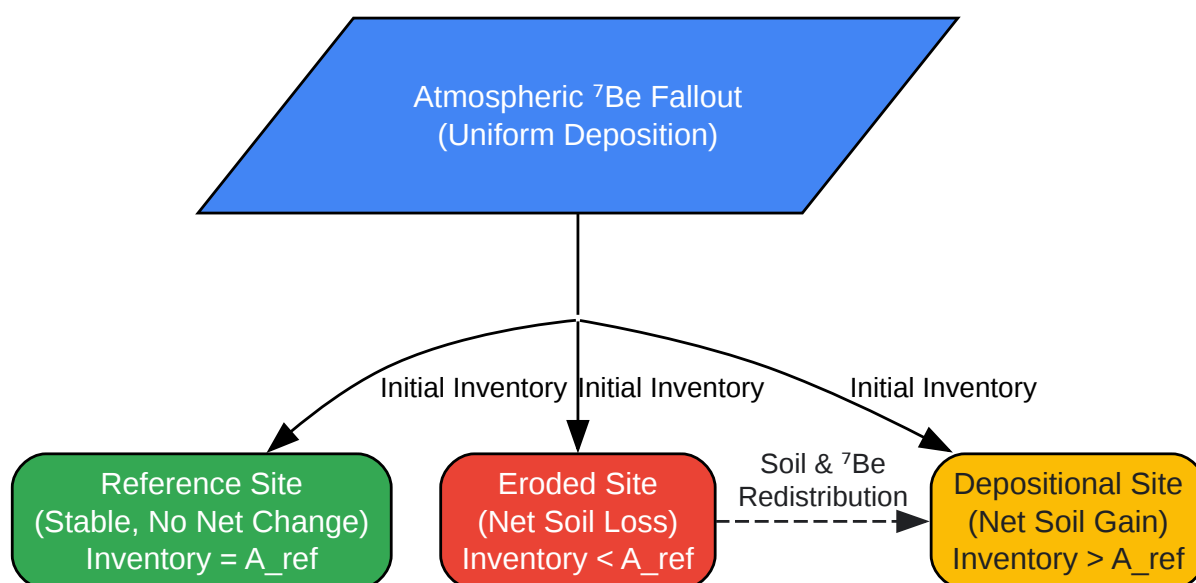 Atmospheric ⁷Be Fallout
(Uniform Deposition)
Initial Inventory
Initial Inventory
Initial Inventory
Reference Site
(Stable, No Net Change)
Inventory = A_ref
Eroded Site
(Net Soil Loss)
Inventory < A_ref
Soil & ⁷Be
Redistribution
Depositional Site
(Net Soil Gain)
Inventory > A_ref